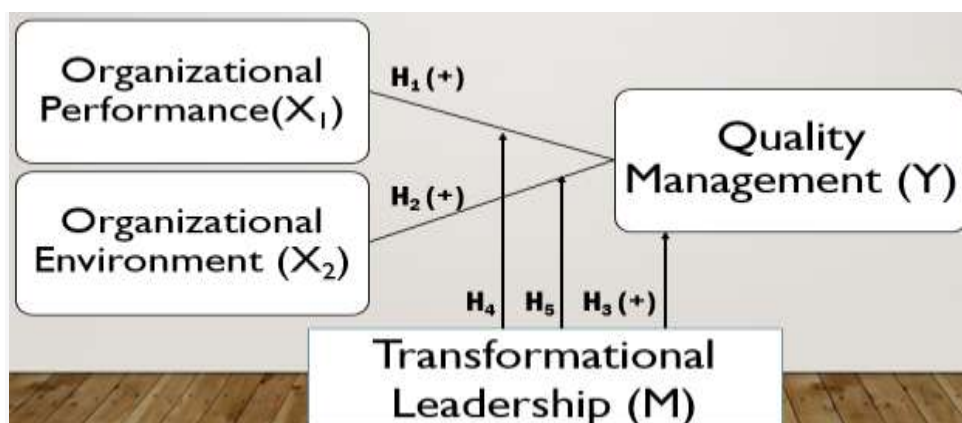 Organizational
Performance(X₁)
H₁ (+)
Quality
Management (Y)
Organizational
Environment (X₂)
H₂ (+)
H₄ H₅ H₃ (+)
Transformational
Leadership (M)